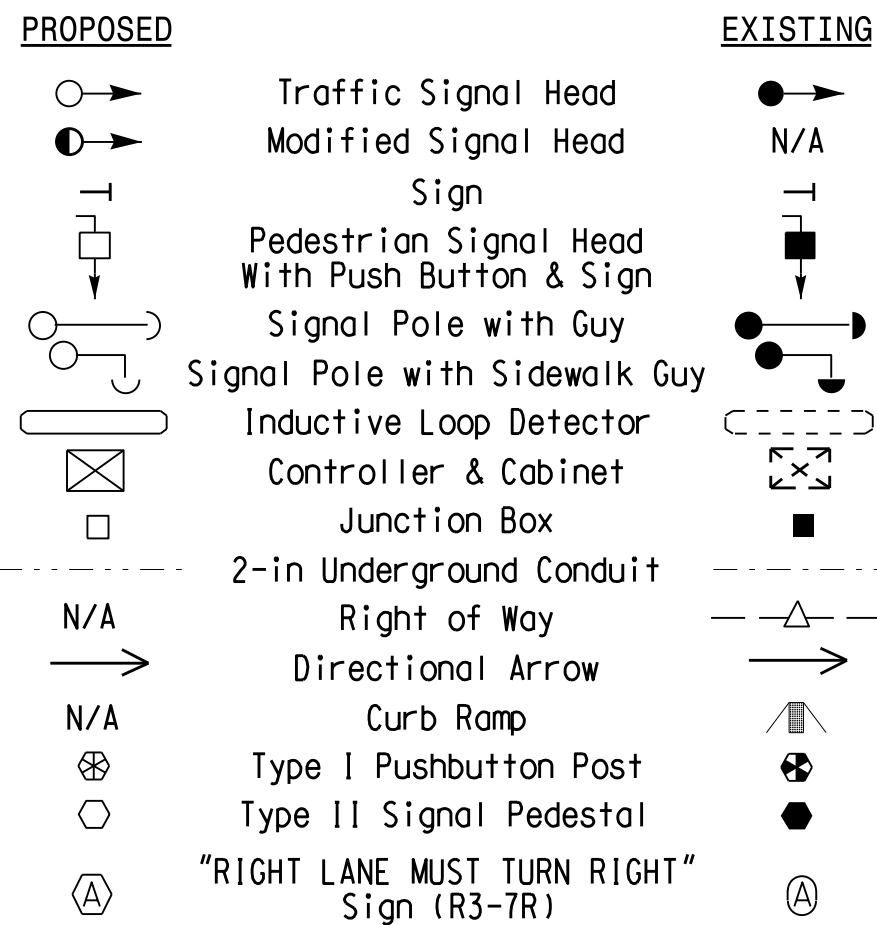 PROPOSED EXISTING
Traffic Signal Head
Modified Signal Head N/A
Sign
Pedestrian Signal Head
With Push Button & Sign
Signal Pole with Guy
Signal Pole with Sidewalk Guy
Inductive Loop Detector
Controller & Cabinet
Junction Box
2-in Underground Conduit
N/A Right of Way
Directional Arrow
N/A Curb Ramp
Type I Pushbutton Post
Type II Signal Pedestal
"RIGHT LANE MUST TURN RIGHT"
A Sign (R3-7R) A